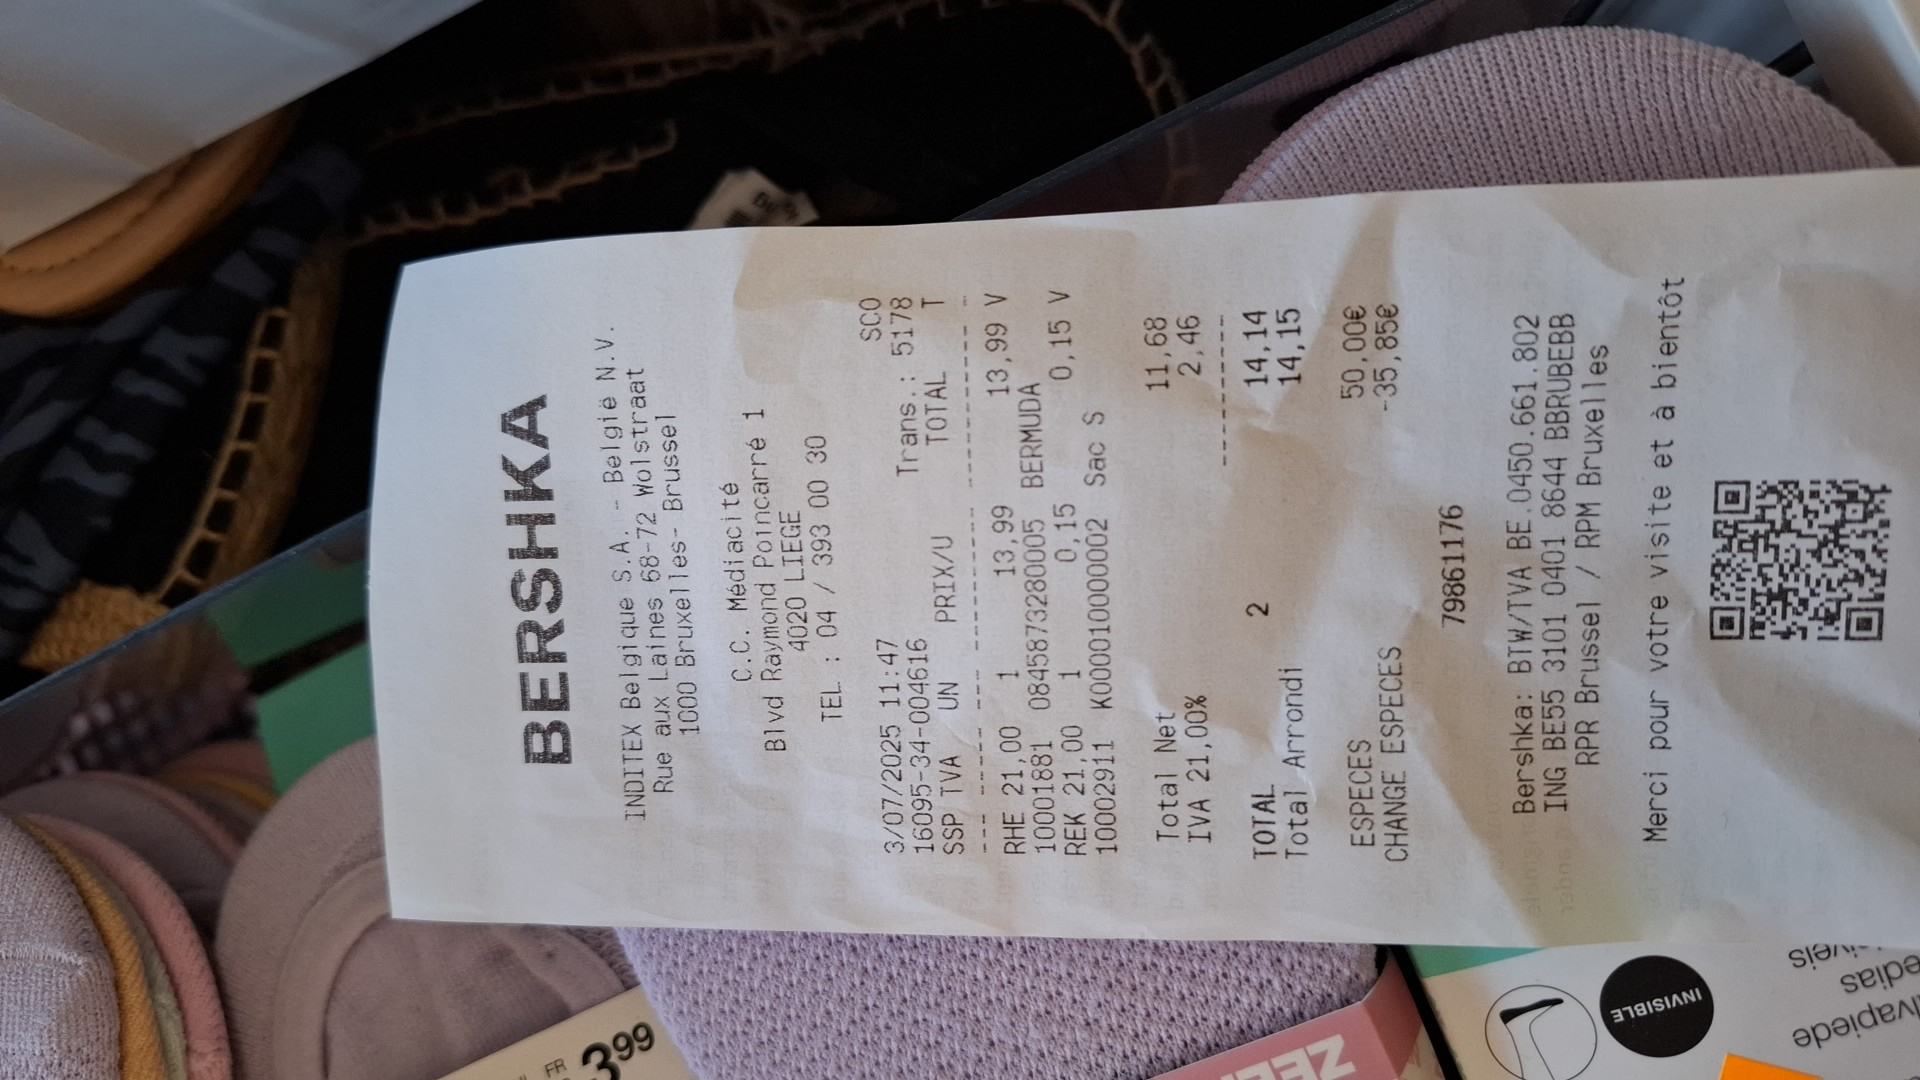 BERSHKA
INDITEX Belgique S.A. - België N.V.
Rue aux Laines 68-72 Wolstraat
1000 Bruxelles- Brussel
C.C. Médiacité
Blvd Raymond Poincarré 1
4020 LIEGE
TEL : 04 / 393 00 30
SCO
3/07/2025 11:47
16095-34-004616 Trans.: 5178
SSP TVA UN PRIX/U TOTAL T
RHE 21,00 1 13,99 13,99 V
10001881 08458732800​05 BERMUDA
REK 21,00 1 0,15 0,15 V
10002911 K000010000002 Sac S
Total Net 11,68
IVA 21,00% 2,46
TOTAL 2 14,14
Total Arrondi 14,15
ESPECES 50,00€
CHANGE ESPECES -35,85€
79861176
Bershka: BTW/TVA BE.0450.661.802
ING BE55 3101 0401 8644 BBRUBEBB
RPR Brussel / RPM Bruxelles
Merci pour votre visite et à bientôt
FR
3.99
INVISIBLE